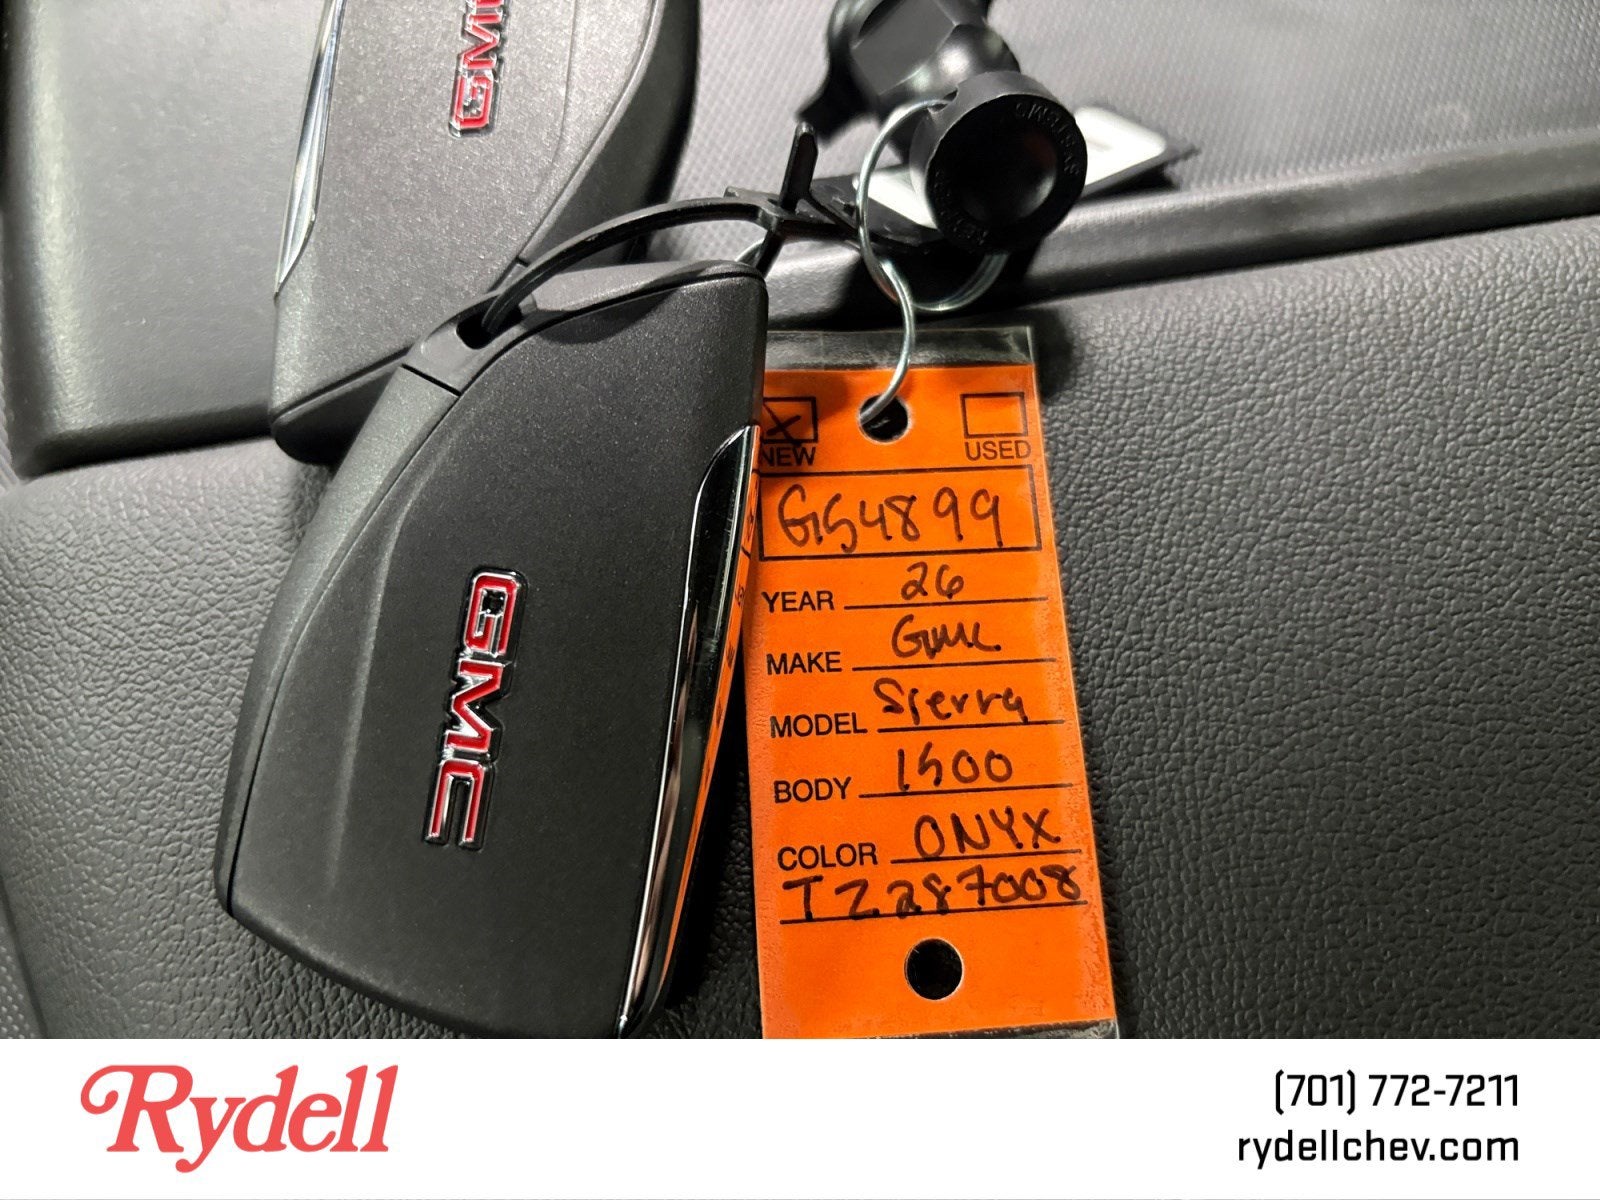 GMC
GMC
NEW USED
G54899
YEAR 26
MAKE GMC
MODEL Sierra
BODY 1500
COLOR ONYX
TZ287008
Rydell
(701) 772-7211
rydellchev.com